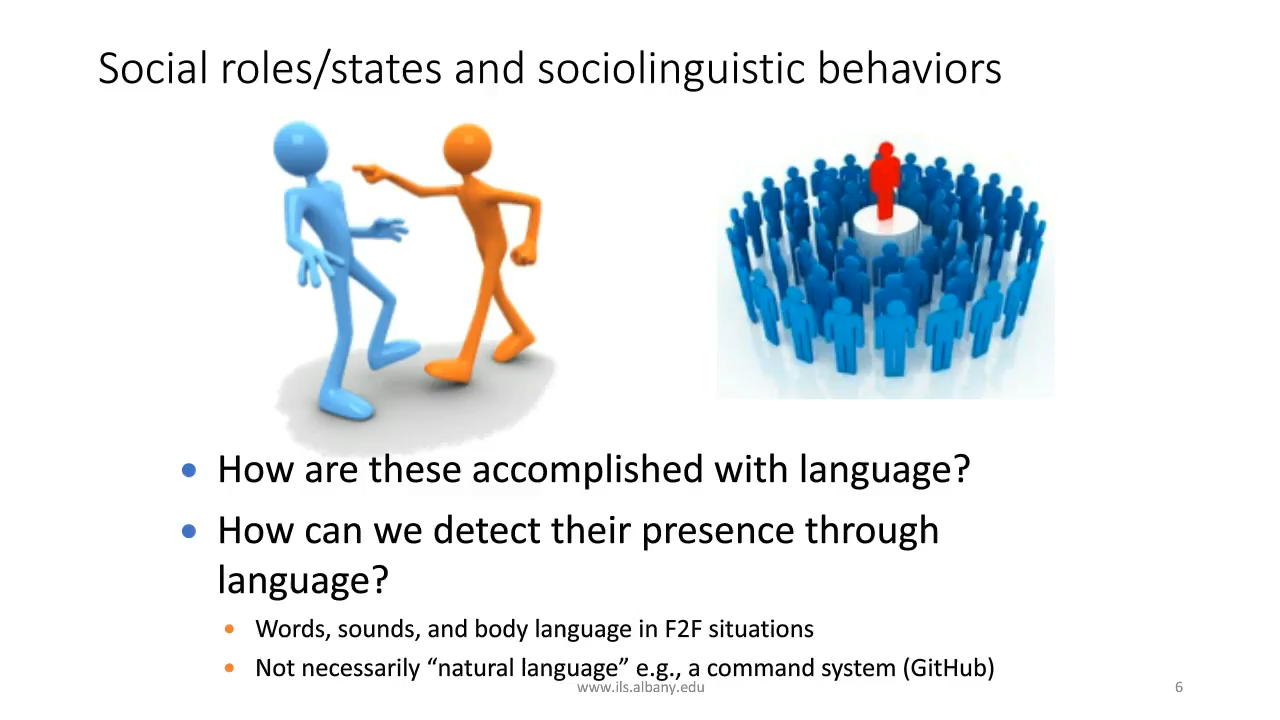 Social roles/states and sociolinguistic behaviors
• How are these accomplished with language?
• How can we detect their presence through
language?
• Words, sounds, and body language in F2F situations
• Not necessarily “natural language” e.g., a command system (GitHub)
www.ils.albany.edu
6